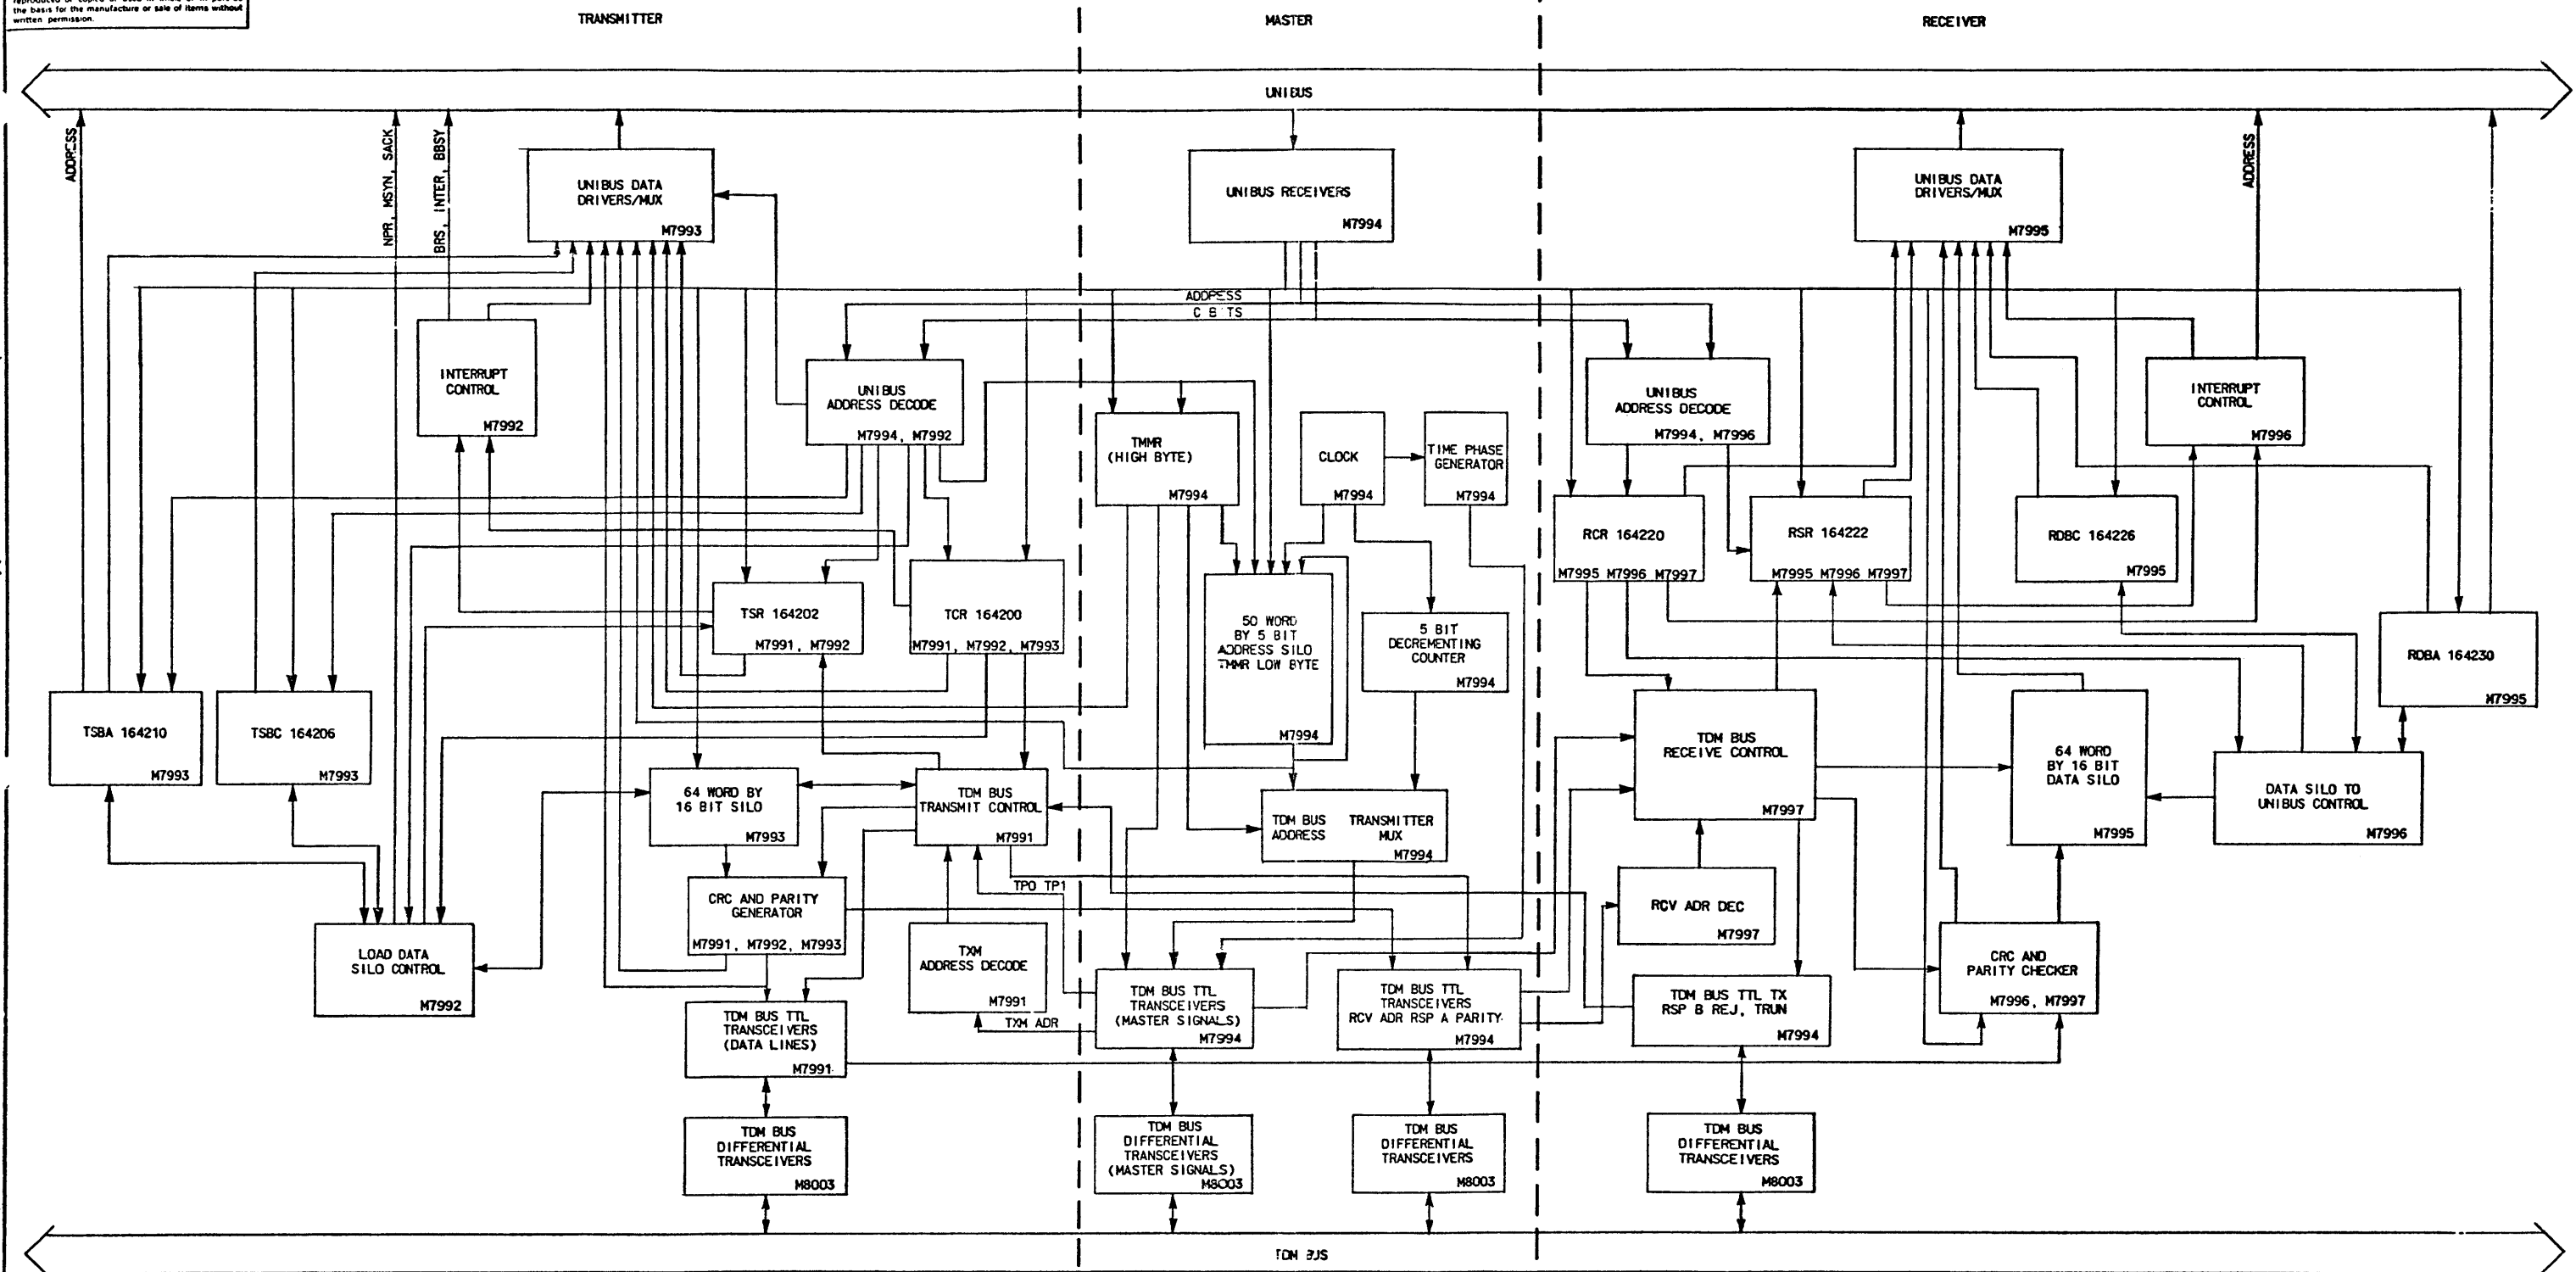 the basis for the manufacture or sale of items without
written permission.
TRANSMITTER
MASTER
RECEIVER
UNIBUS
ADDRESS
NPR, MSYN, SACK
BRS, INTER, BBSY
UNIBUS DATA
DRIVERS/MUX
M7993
UNIBUS RECEIVERS
M7994
UNIBUS DATA
DRIVERS/MUX
M7995
ADDRESS
ADDRESS
C BITS
INTERRUPT
CONTROL
M7992
UNIBUS
ADDRESS DECODE
M7994, M7992
TMMR
(HIGH BYTE)
M7994
CLOCK
M7994
TIME PHASE
GENERATOR
M7994
UNIBUS
ADDRESS DECODE
M7994, M7996
INTERRUPT
CONTROL
M7996
RCR 164220
M7995 M7996 M7997
RSR 164222
M7995 M7996 M7997
RDBC 164226
M7995
TSR 164202
M7991, M7992
TCR 164200
M7991, M7992, M7993
50 WORD
BY 5 BIT
ADDRESS SILO
TMMR LOW BYTE
M7994
5 BIT
DECREMENTING
COUNTER
M7994
RDBA 164230
M7995
TSBA 164210
M7993
TSBC 164206
M7993
64 WORD BY
16 BIT SILO
M7993
TDM BUS
TRANSMIT CONTROL
M7991
TDM BUS TRANSMITTER
ADDRESS MUX
M7994
TDM BUS
RECEIVE CONTROL
M7997
64 WORD
BY 16 BIT
DATA SILO
M7995
DATA SILO TO
UNIBUS CONTROL
M7996
LOAD DATA
SILO CONTROL
M7992
CRC AND PARITY
GENERATOR
M7991, M7992, M7993
TP0 TP1
TXM
ADDRESS DECODE
M7991
TXM ADR
RCV ADR DEC
M7997
CRC AND
PARITY CHECKER
M7996, M7997
TDM BUS TTL
TRANSCEIVERS
(DATA LINES)
M7991
TDM BUS TTL
TRANSCEIVERS
(MASTER SIGNALS)
M7994
TDM BUS TTL
TRANSCEIVERS
RCV ADR RSP A PARITY
M7994
TDM BUS TTL TX
RSP B REJ, TRUN
M7994
TDM BUS
DIFFERENTIAL
TRANSCEIVERS
M8003
TDM BUS
DIFFERENTIAL
TRANSCEIVERS
(MASTER SIGNALS)
M8003
TDM BUS
DIFFERENTIAL
TRANSCEIVERS
M8003
TDM BUS
DIFFERENTIAL
TRANSCEIVERS
M8003
TDM BUS